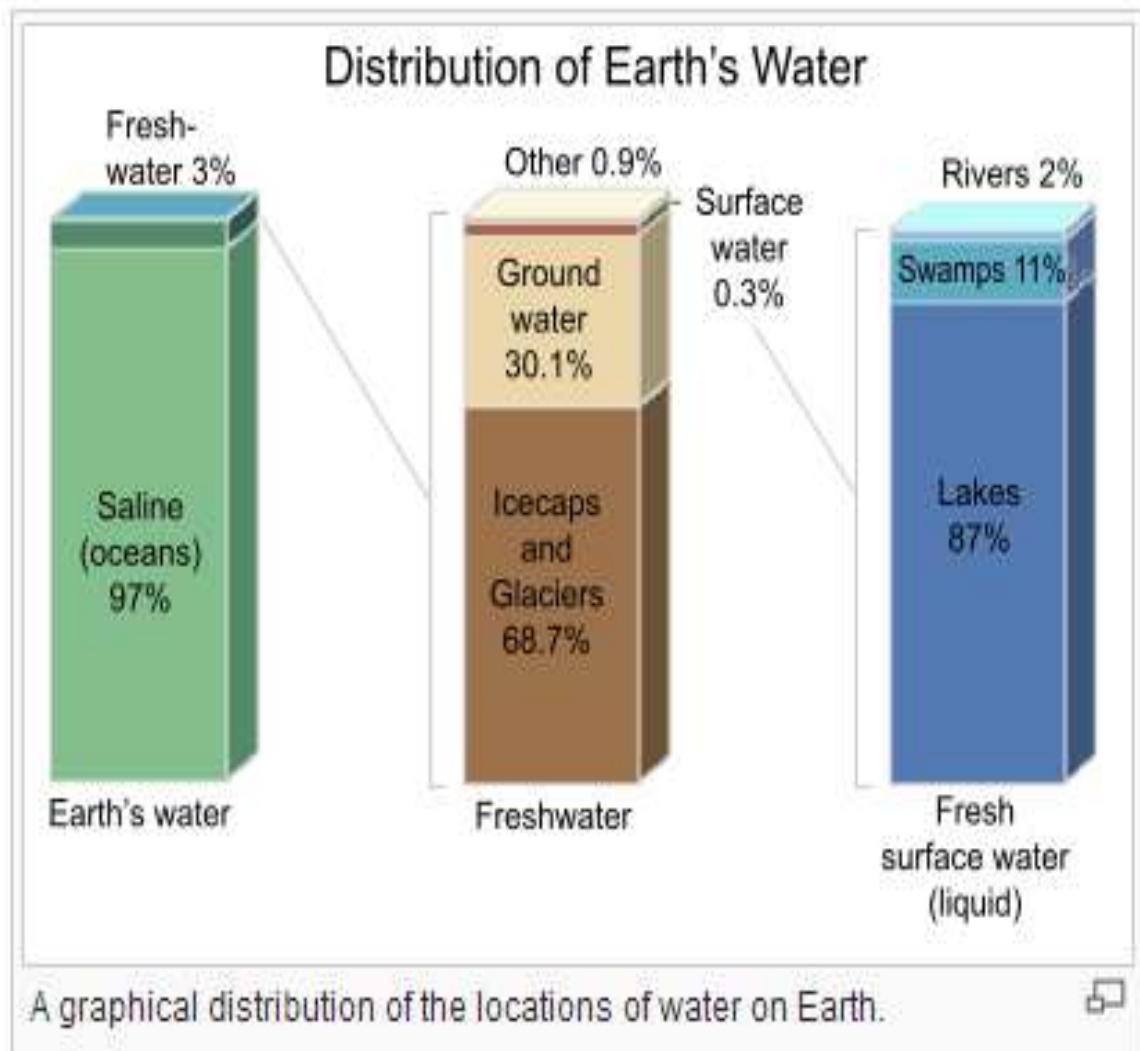 Distribution of Earth's Water
Fresh-
water 3%
Saline
(oceans)
97%
Earth's water
Other 0.9%
Surface
water
0.3%
Ground
water
30.1%
Icecaps
and
Glaciers
68.7%
Freshwater
Rivers 2%
Swamps 11%
Lakes
87%
Fresh
surface water
(liquid)
A graphical distribution of the locations of water on Earth.